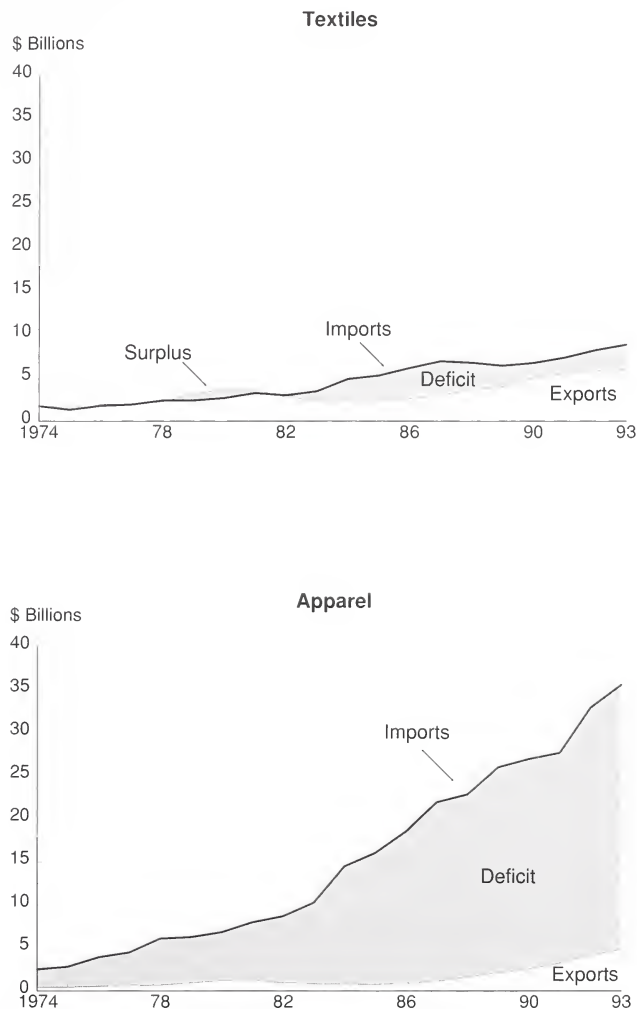 Textiles
$ Billions
40
35
30
25
20
15
10
5
0
Surplus
Imports
Deficit
Exports
1974 78 82 86 90 93
Apparel
$ Billions
40
35
30
25
20
15
10
5
0
Imports
Deficit
Exports
1974 78 82 86 90 93